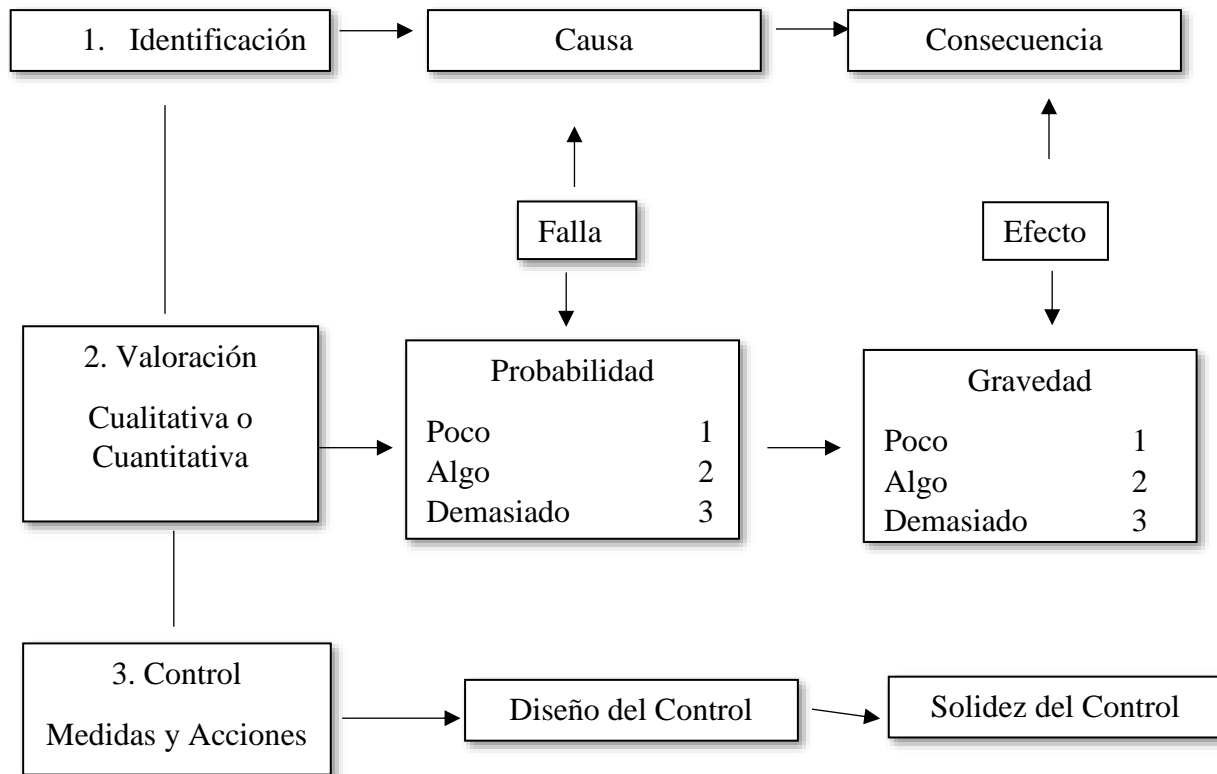 1. Identificación
Causa
Consecuencia
Falla
Efecto
2. Valoración
Cualitativa o
Cuantitativa
Probabilidad
Poco 1
Algo 2
Demasiado 3
Gravedad
Poco 1
Algo 2
Demasiado 3
3. Control
Medidas y Acciones
Diseño del Control
Solidez del Control